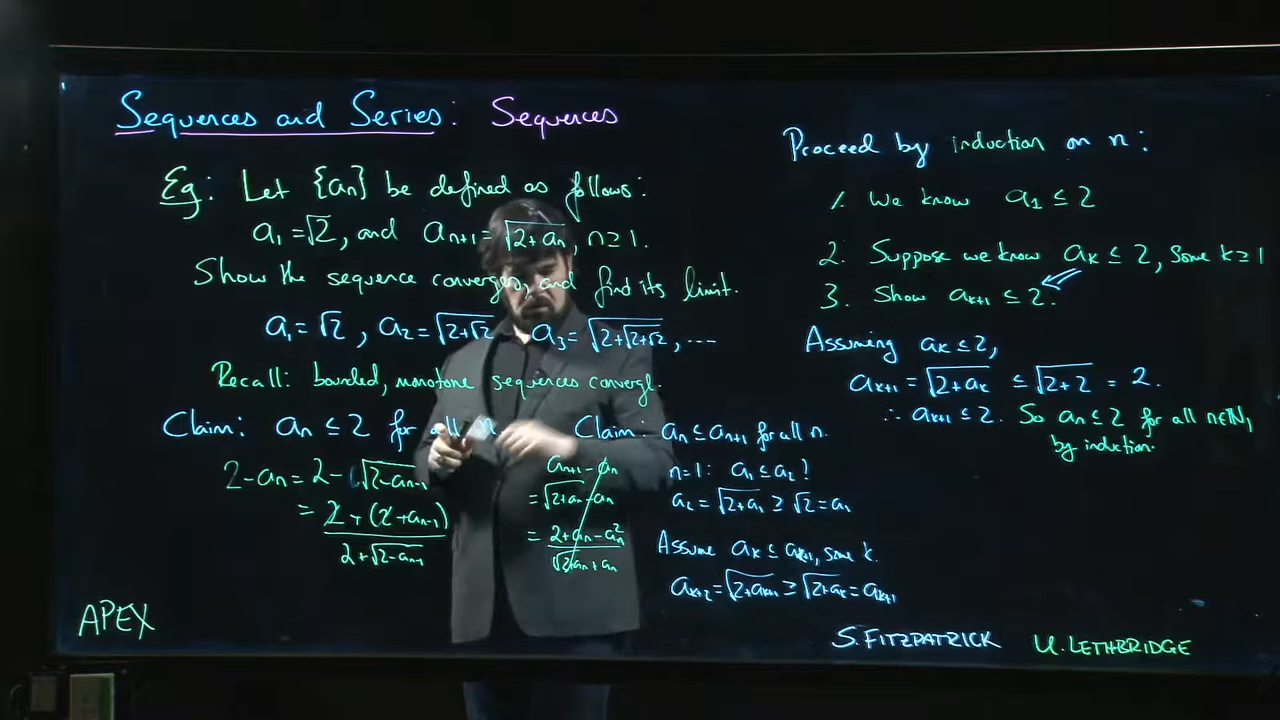 Sequences and Series: Sequences
Eg: Let {an} be defined as follows:
a₁ = √2, and aₙ₊₁ = √(2+aₙ), n ≥ 1.
Show the sequence converges, and find its limit.
a₁ = √2, a₂ = √(2+√2), a₃ = √(2+√(2+√2)), ...
Recall: bounded, monotone sequences converge.
Claim: aₙ ≤ 2 for all n
2-aₙ = 2-√(2-aₙ₋₁)
= (2+(2+aₙ₋₁))/(2+√(2-aₙ₋₁))
Claim: aₙ ≤ aₙ₊₁ for all n.
aₙ₊₁ - aₙ
= √(2+aₙ) - aₙ
= (2+aₙ-aₙ²)/(√(2+aₙ)+aₙ)
n=1: a₁ ≤ a₂?
a₂ = √(2+a₁) ≥ √2 = a₁
Assume aₖ ≤ aₖ₊₁, some k.
aₖ₊₂ = √(2+aₖ₊₁) ≥ √(2+aₖ) = aₖ₊₁
Proceed by induction on n:
1. We know a₁ ≤ 2
2. Suppose we know aₖ ≤ 2, some k ≥ 1
3. Show aₖ₊₁ ≤ 2.
Assuming aₖ ≤ 2,
aₖ₊₁ = √(2+aₖ) ≤ √(2+2) = 2.
∴ aₖ₊₁ ≤ 2. So aₙ ≤ 2 for all n∈ℕ,
by induction.
APEX
S. FITZPATRICK U. LETHBRIDGE